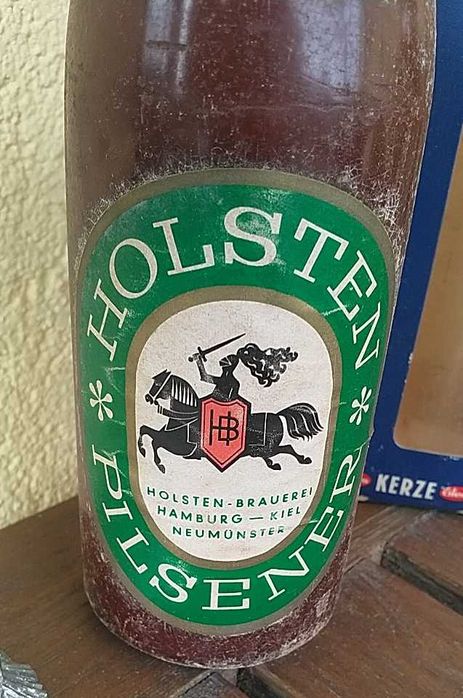 HOLSTEN
PILSENER
HB
HOLSTEN-BRAUEREI
HAMBURG — KIEL
NEUMÜNSTER
KERZE